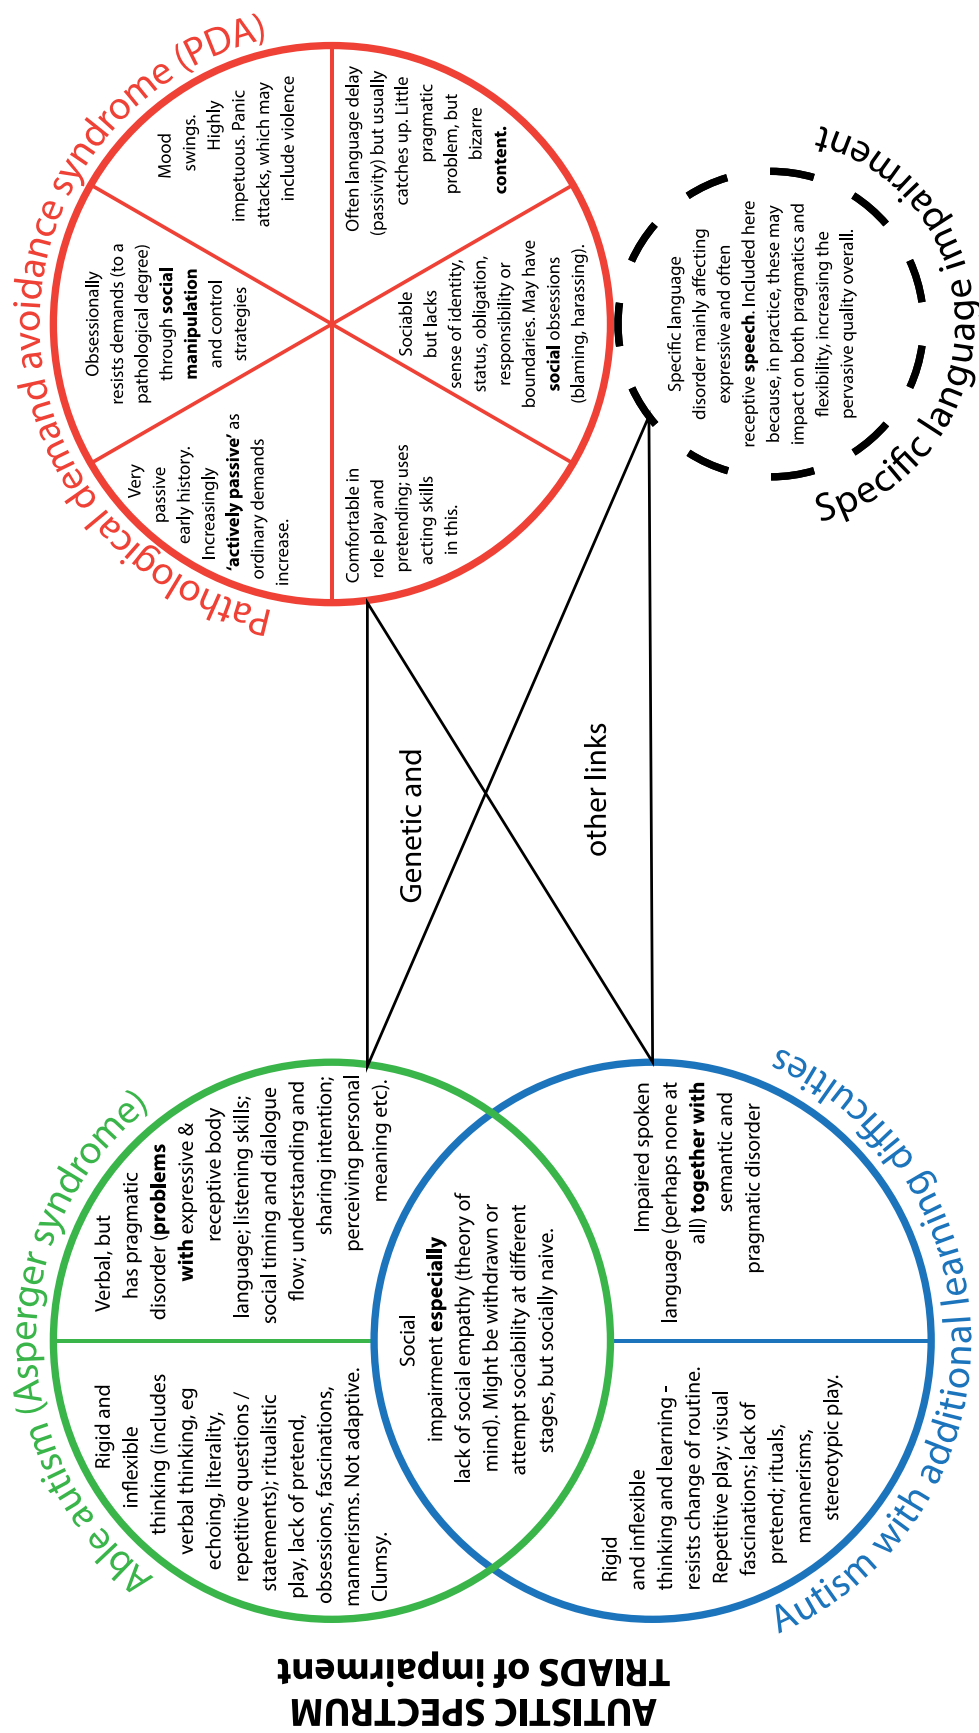 AUTISTIC SPECTRUM
TRIADS of impairment
Able autism (Asperger syndrome)
Rigid and
inflexible
thinking (includes
verbal thinking, eg
echoing, literality,
repetitive questions /
statements); ritualistic
play, lack of pretend,
obsessions, fascinations,
mannerisms. Not adaptive.
Clumsy.
Verbal, but
has pragmatic
disorder (problems
with expressive &
receptive body
language; listening skills;
social timing and dialogue
flow; understanding and
sharing intention;
perceiving personal
meaning etc).
Social
impairment especially
lack of social empathy (theory of
mind). Might be withdrawn or
attempt sociability at different
stages, but socially naive.
Rigid
and inflexible
thinking and learning -
resists change of routine.
Repetitive play; visual
fascinations; lack of
pretend; rituals,
mannerisms,
stereotypic play.
Impaired spoken
language (perhaps none at
all) together with
semantic and
pragmatic disorder
Autism with additional learning difficulties
Genetic and
other links
Pathological demand avoidance syndrome (PDA)
Very
passive
early history.
Increasingly
'actively passive' as
ordinary demands
increase.
Obsessionally
resists demands (to a
pathological degree)
through social
manipulation
and control
strategies
Mood
swings.
Highly
impetuous. Panic
attacks, which may
include violence
Comfortable in
role play and
pretending; uses
acting skills
in this.
Sociable
but lacks
sense of identity,
status, obligation,
responsibility or
boundaries. May have
social obsessions
(blaming, harassing).
Often language delay
(passivity) but usually
catches up. Little
pragmatic
problem, but
bizarre
content.
Specific language
disorder mainly affecting
expressive and often
receptive speech. Included here
because, in practice, these may
impact on both pragmatics and
flexibility, increasing the
pervasive quality overall.
Specific language impairment